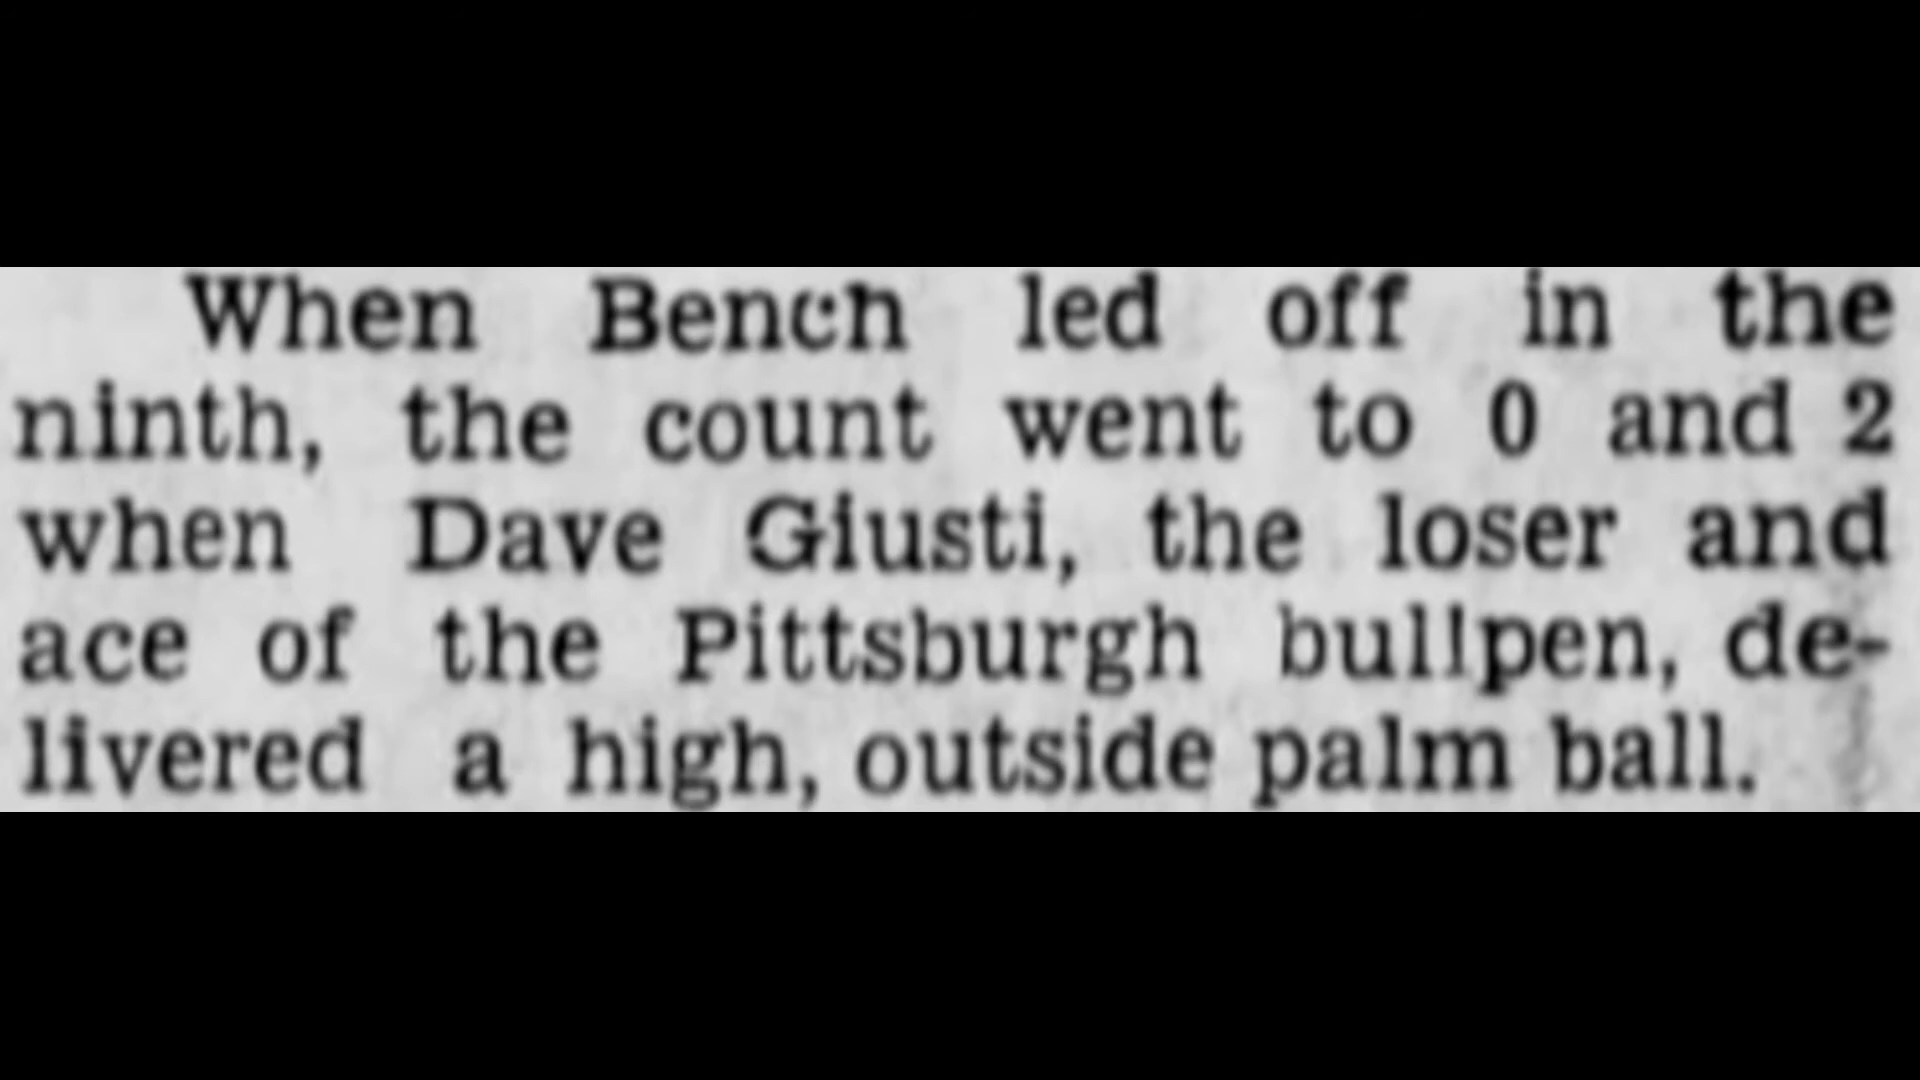 When Bench led off in the
ninth, the count went to 0 and 2
when Dave Giusti, the loser and
ace of the Pittsburgh bullpen, de-
livered a high, outside palm ball.